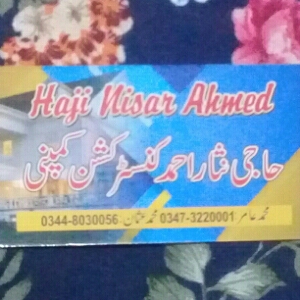 Haji Nisar Ahmed
حاجی نثار احمد کنسٹرکشن کمپنی
محمد عامر 0347-3220001 محمد عثمان 0344-8030056